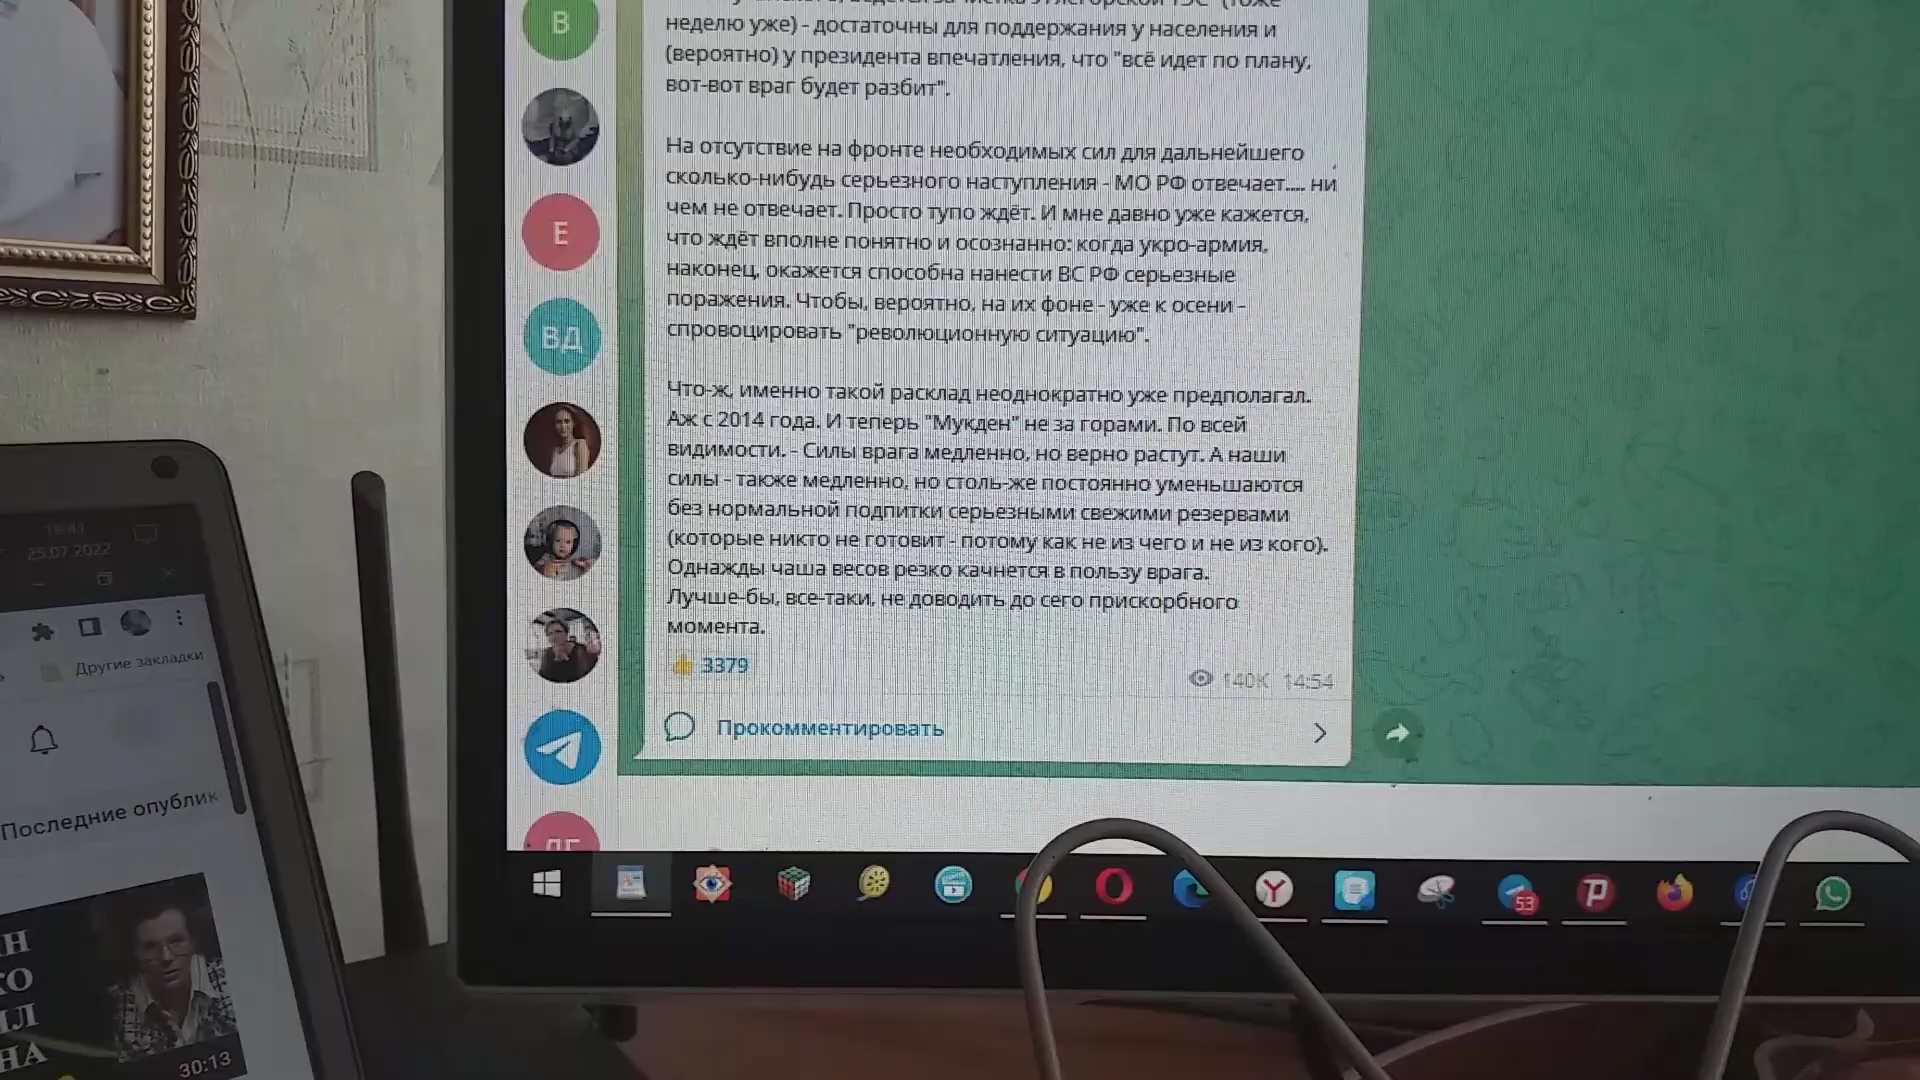 неделю уже) - достаточны для поддержания у населения и
(вероятно) у президента впечатления, что "всё идет по плану,
вот-вот враг будет разбит".
На отсутствие на фронте необходимых сил для дальнейшего
сколько-нибудь серьезного наступления - МО РФ отвечает.... ни
чем не отвечает. Просто тупо ждёт. И мне давно уже кажется,
что ждёт вполне понятно и осознанно: когда укро-армия,
наконец, окажется способна нанести ВС РФ серьезные
поражения. Чтобы, вероятно, на их фоне - уже к осени -
спровоцировать "революционную ситуацию".
Что-ж, именно такой расклад неоднократно уже предполагал.
Аж с 2014 года. И теперь "Мукден" не за горами. По всей
видимости. - Силы врага медленно, но верно растут. А наши
силы - также медленно, но столь-же постоянно уменьшаются
без нормальной подпитки серьезными свежими резервами
(которые никто не готовит - потому как не из чего и не из кого).
Однажды чаша весов резко качнется в пользу врага.
Лучше-бы, все-таки, не доводить до сего прискорбного
момента.
3379
140K 14:54
Прокомментировать
В
Е
ВД
53
25.07.2022
Другие закладки
Последние опублик
30:13